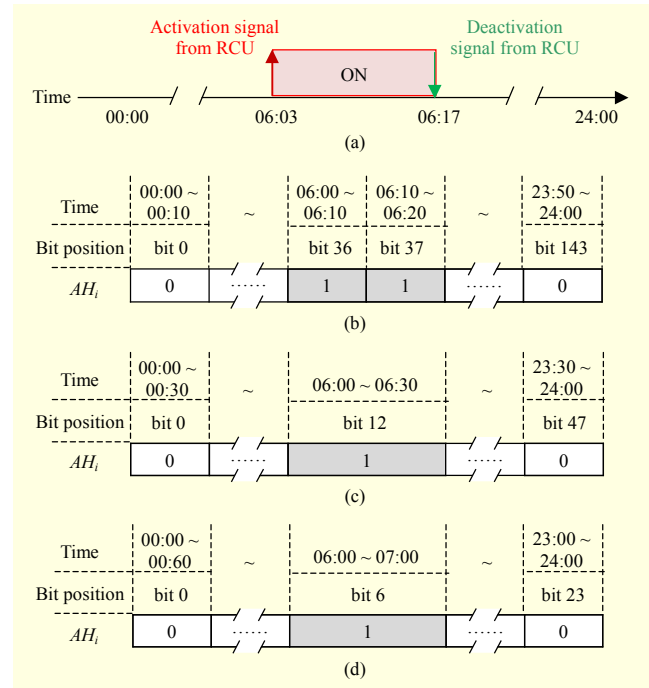 Activation signal from RCU
Deactivation signal from RCU
ON
Time
00:00
06:03
06:17
24:00
(a)
Time
00:00 ~ 00:10
~
06:00 ~ 06:10
06:10 ~ 06:20
~
23:50 ~ 24:00
Bit position
bit 0
bit 36
bit 37
bit 143
AHi
0
......
1
1
......
0
(b)
Time
00:00 ~ 00:30
~
06:00 ~ 06:30
~
23:30 ~ 24:00
Bit position
bit 0
bit 12
bit 47
AHi
0
......
1
......
0
(c)
Time
00:00 ~ 00:60
~
06:00 ~ 07:00
~
23:00 ~ 24:00
Bit position
bit 0
bit 6
bit 23
AHi
0
......
1
......
0
(d)